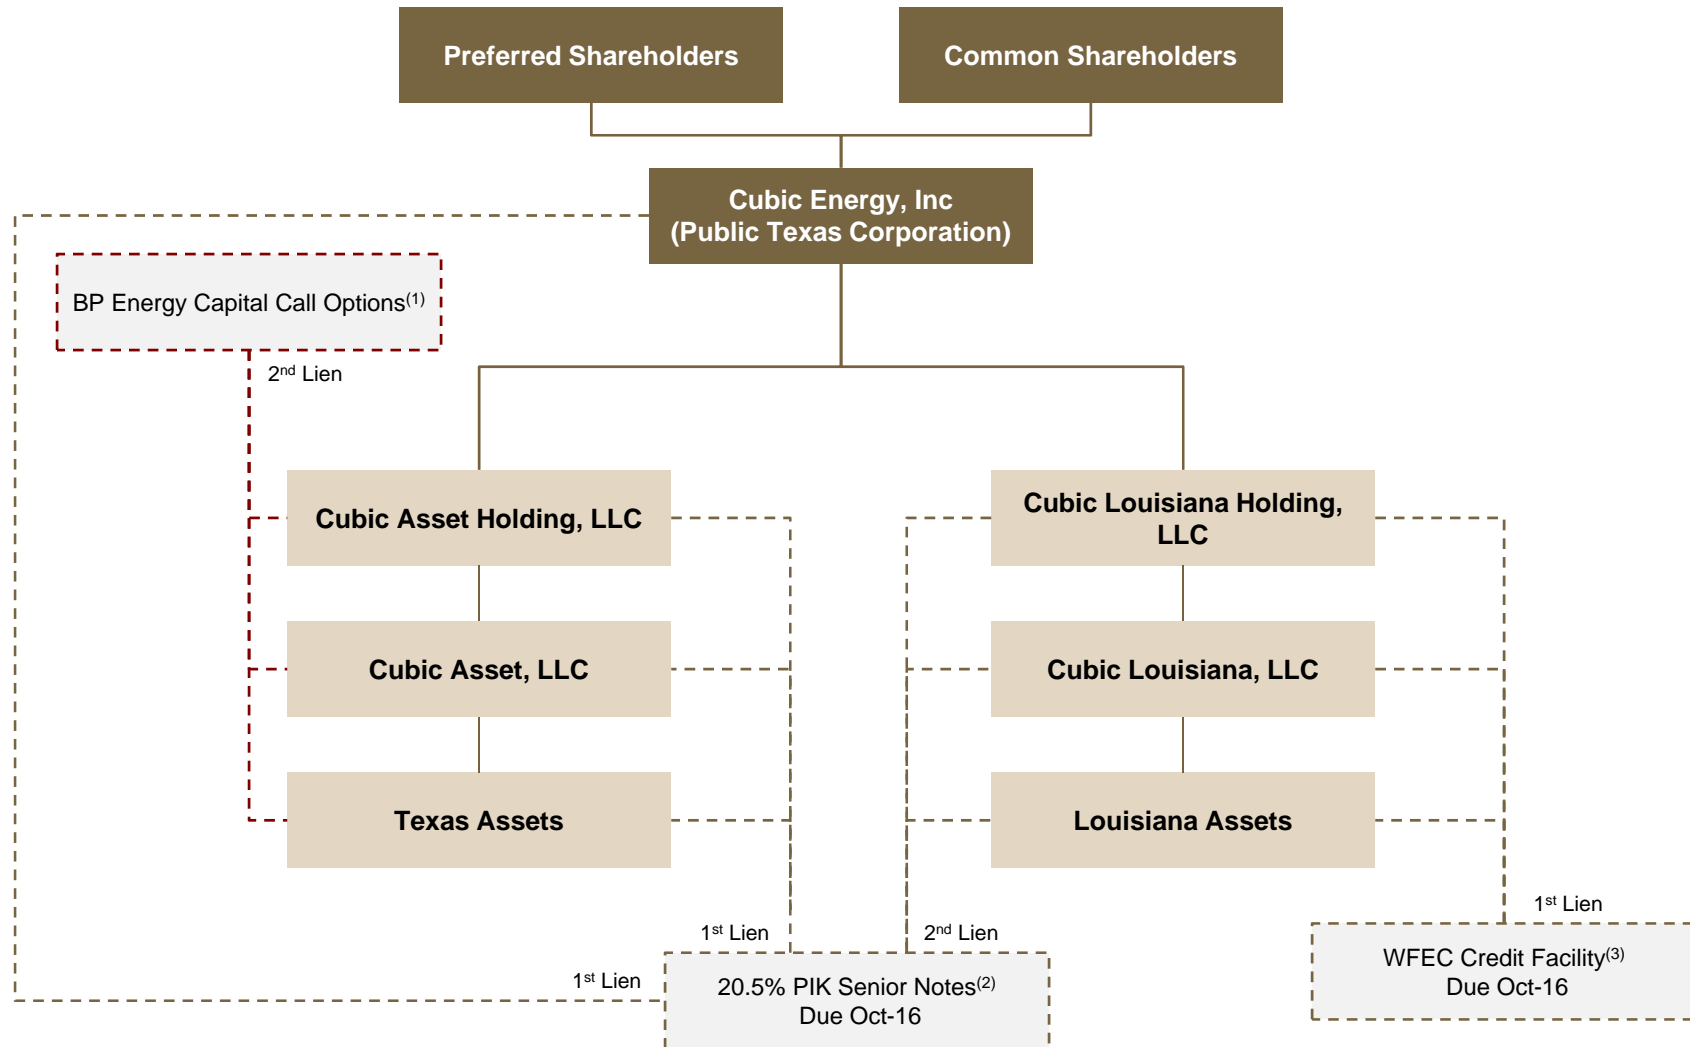 Preferred Shareholders
Common Shareholders
Cubic Energy, Inc
(Public Texas Corporation)
BP Energy Capital Call Options(1)
2nd Lien
Cubic Asset Holding, LLC
Cubic Louisiana Holding,
LLC
Cubic Asset, LLC
Cubic Louisiana, LLC
Texas Assets
Louisiana Assets
1st Lien
2nd Lien
1st Lien
1st Lien
20.5% PIK Senior Notes(2)
Due Oct-16
WFEC Credit Facility(3)
Due Oct-16